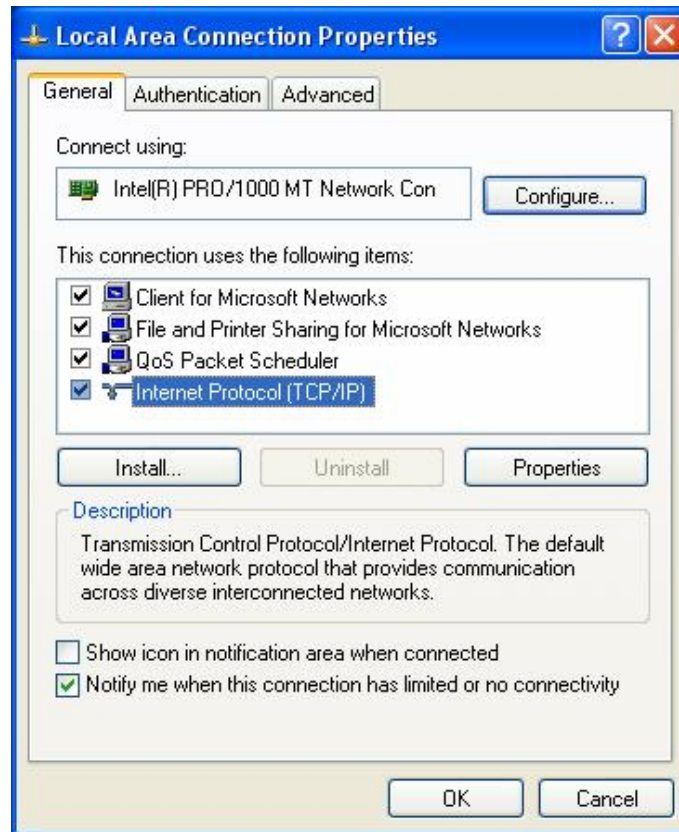 Local Area Connection Properties
General Authentication Advanced
Connect using:
Intel(R) PRO/1000 MT Network Con
Configure...
This connection uses the following items:
Client for Microsoft Networks
File and Printer Sharing for Microsoft Networks
QoS Packet Scheduler
Internet Protocol (TCP/IP)
Install... Uninstall Properties
Description
Transmission Control Protocol/Internet Protocol. The default
wide area network protocol that provides communication
across diverse interconnected networks.
Show icon in notification area when connected
Notify me when this connection has limited or no connectivity
OK Cancel